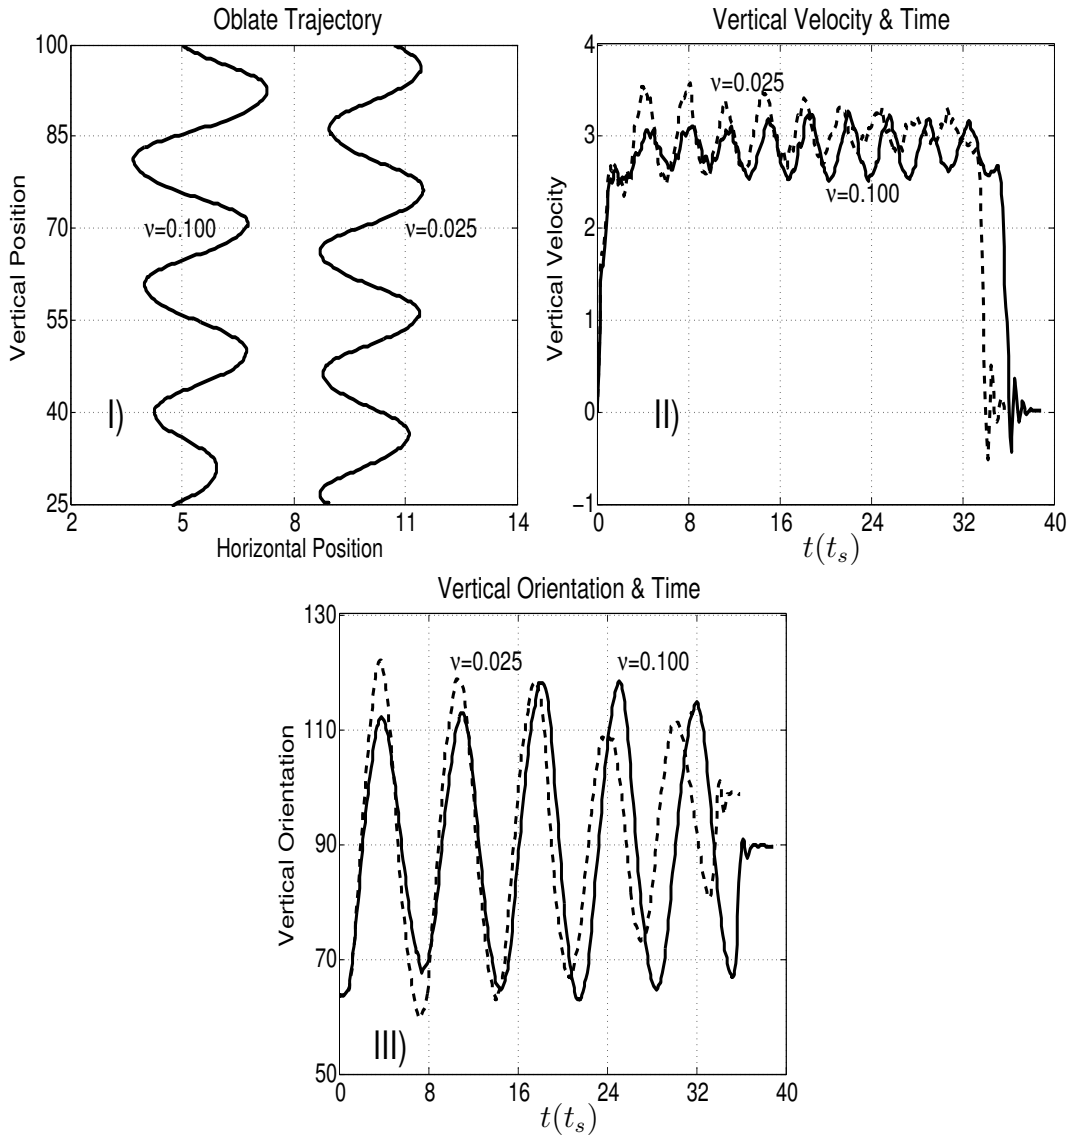 Oblate Trajectory
Vertical Position
100
85
70
55
40
25
ν=0.100
ν=0.025
I)
2
5
8
11
14
Horizontal Position
Vertical Velocity & Time
Vertical Velocity
4
3
2
1
0
−1
ν=0.025
ν=0.100
II)
0
8
16
24
32
40
t(ts)
Vertical Orientation & Time
Vertical Orientation
130
110
90
70
50
ν=0.025
ν=0.100
III)
0
8
16
24
32
40
t(ts)